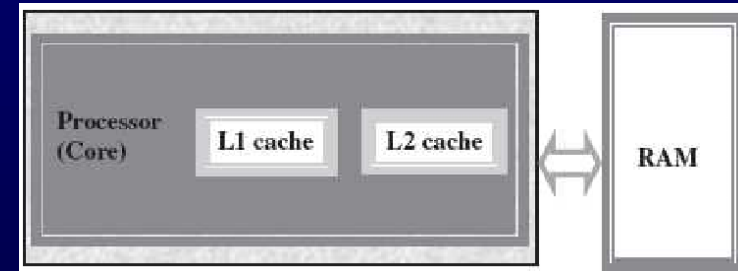 Processor
(Core)
L1 cache
L2 cache
RAM